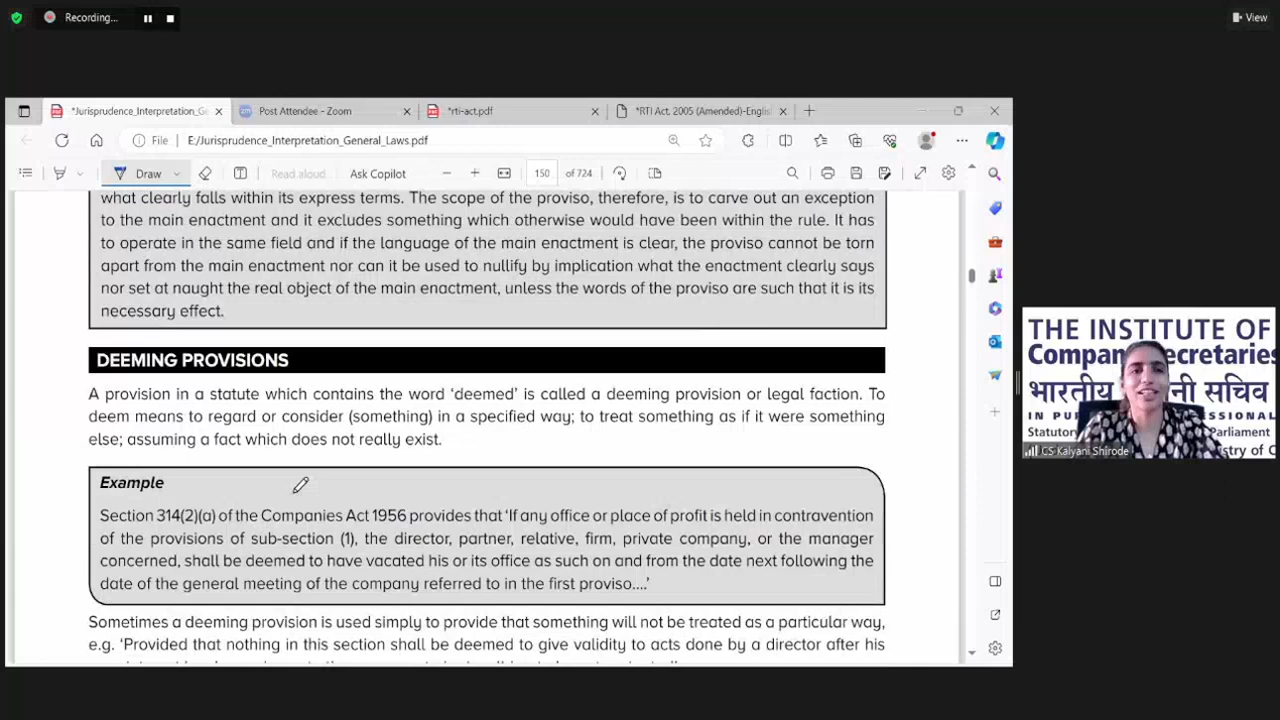 Recording...
View
*Jurisprudence_Interpretation_Ge
Post Attendee - Zoom
*rti-act.pdf
*RTI Act, 2005 (Amended)-Englis
File
E:/Jurisprudence_Interpretation_General_Laws.pdf
Draw
Read aloud
Ask Copilot
150
of 724
what clearly falls within its express terms. The scope of the proviso, therefore, is to carve out an exception
to the main enactment and it excludes something which otherwise would have been within the rule. It has
to operate in the same field and if the language of the main enactment is clear, the proviso cannot be torn
apart from the main enactment nor can it be used to nullify by implication what the enactment clearly says
nor set at naught the real object of the main enactment, unless the words of the proviso are such that it is its
necessary effect.
DEEMING PROVISIONS
A provision in a statute which contains the word ‘deemed’ is called a deeming provision or legal faction. To
deem means to regard or consider (something) in a specified way; to treat something as if it were something
else; assuming a fact which does not really exist.
Example
Section 314(2)(a) of the Companies Act 1956 provides that ‘If any office or place of profit is held in contravention
of the provisions of sub-section (1), the director, partner, relative, firm, private company, or the manager
concerned, shall be deemed to have vacated his or its office as such on and from the date next following the
date of the general meeting of the company referred to in the first proviso....’
Sometimes a deeming provision is used simply to provide that something will not be treated as a particular way,
e.g. ‘Provided that nothing in this section shall be deemed to give validity to acts done by a director after his
THE INSTITUTE OF
Compan ecretaries
भारतीय नी सचिव
IN PU ESSIONAL
Statutory Parliament
istry of C
CS Kalyani Shirode